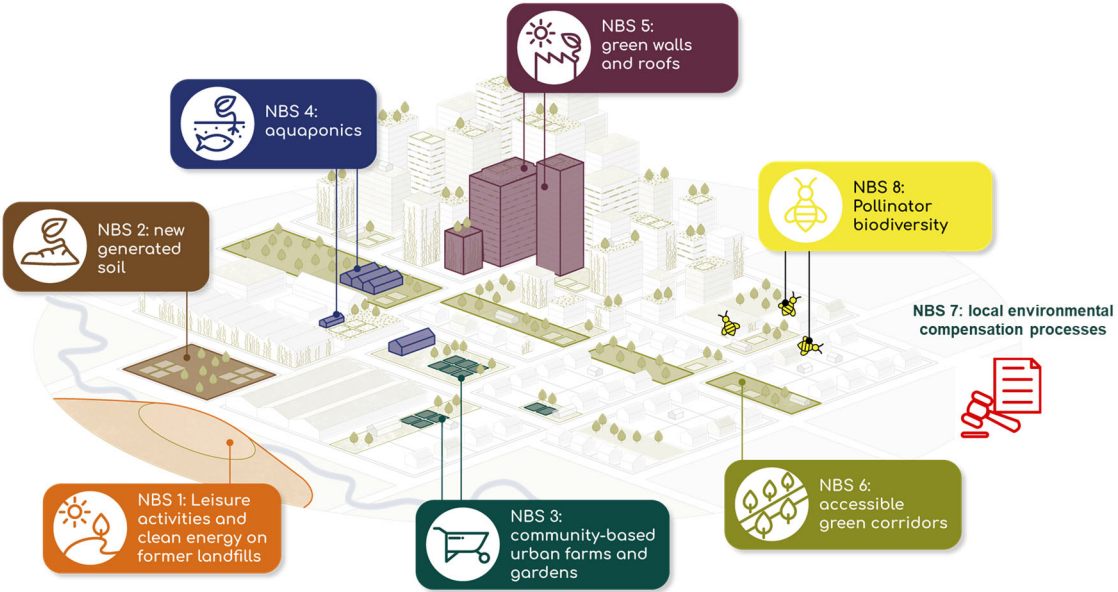 NBS 5:
green walls
and roofs
NBS 4:
aquaponics
NBS 8:
Pollinator
biodiversity
NBS 2: new
generated
soil
NBS 7: local environmental
compensation processes
NBS 1: Leisure
activities and
clean energy on
former landfills
NBS 3:
community-based
urban farms and
gardens
NBS 6:
accessible
green corridors